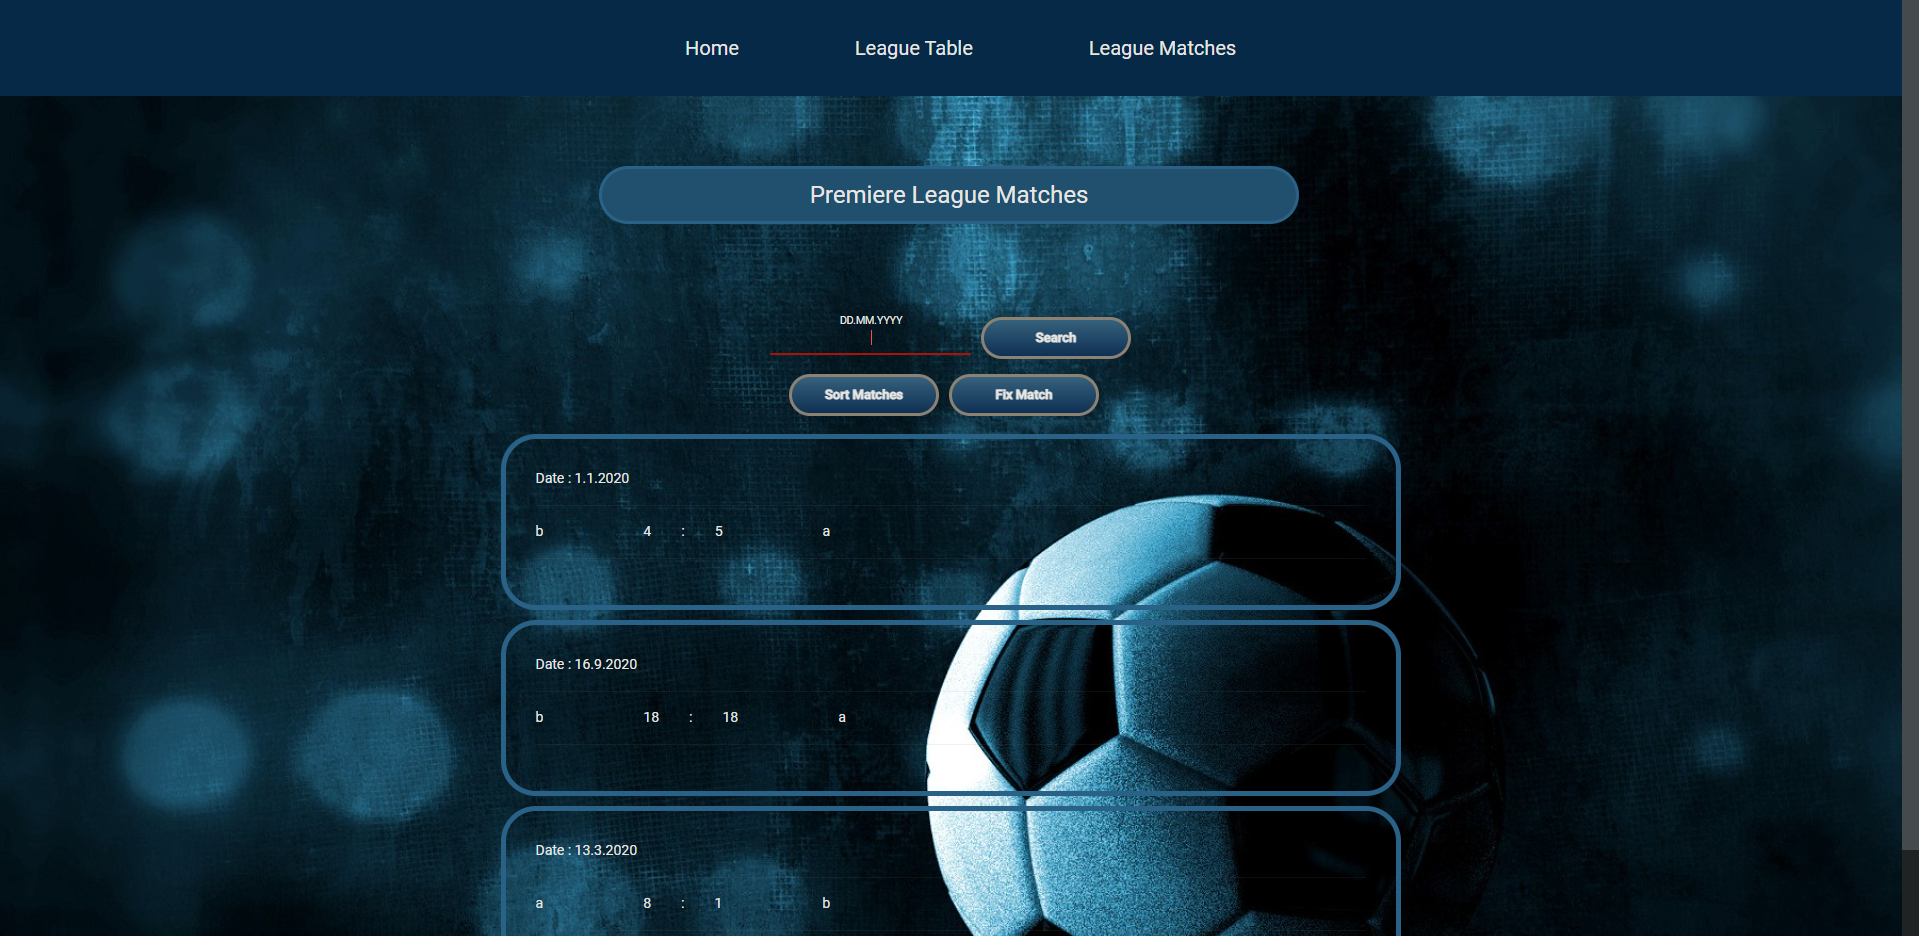 Home League Table League Matches
Premiere League Matches
DD.MM.YYYY
Search
Sort Matches Fix Match
Date : 1.1.2020
b 4 : 5 a
Date : 16.9.2020
b 18 : 18 a
Date : 13.3.2020
a 8 : 1 b